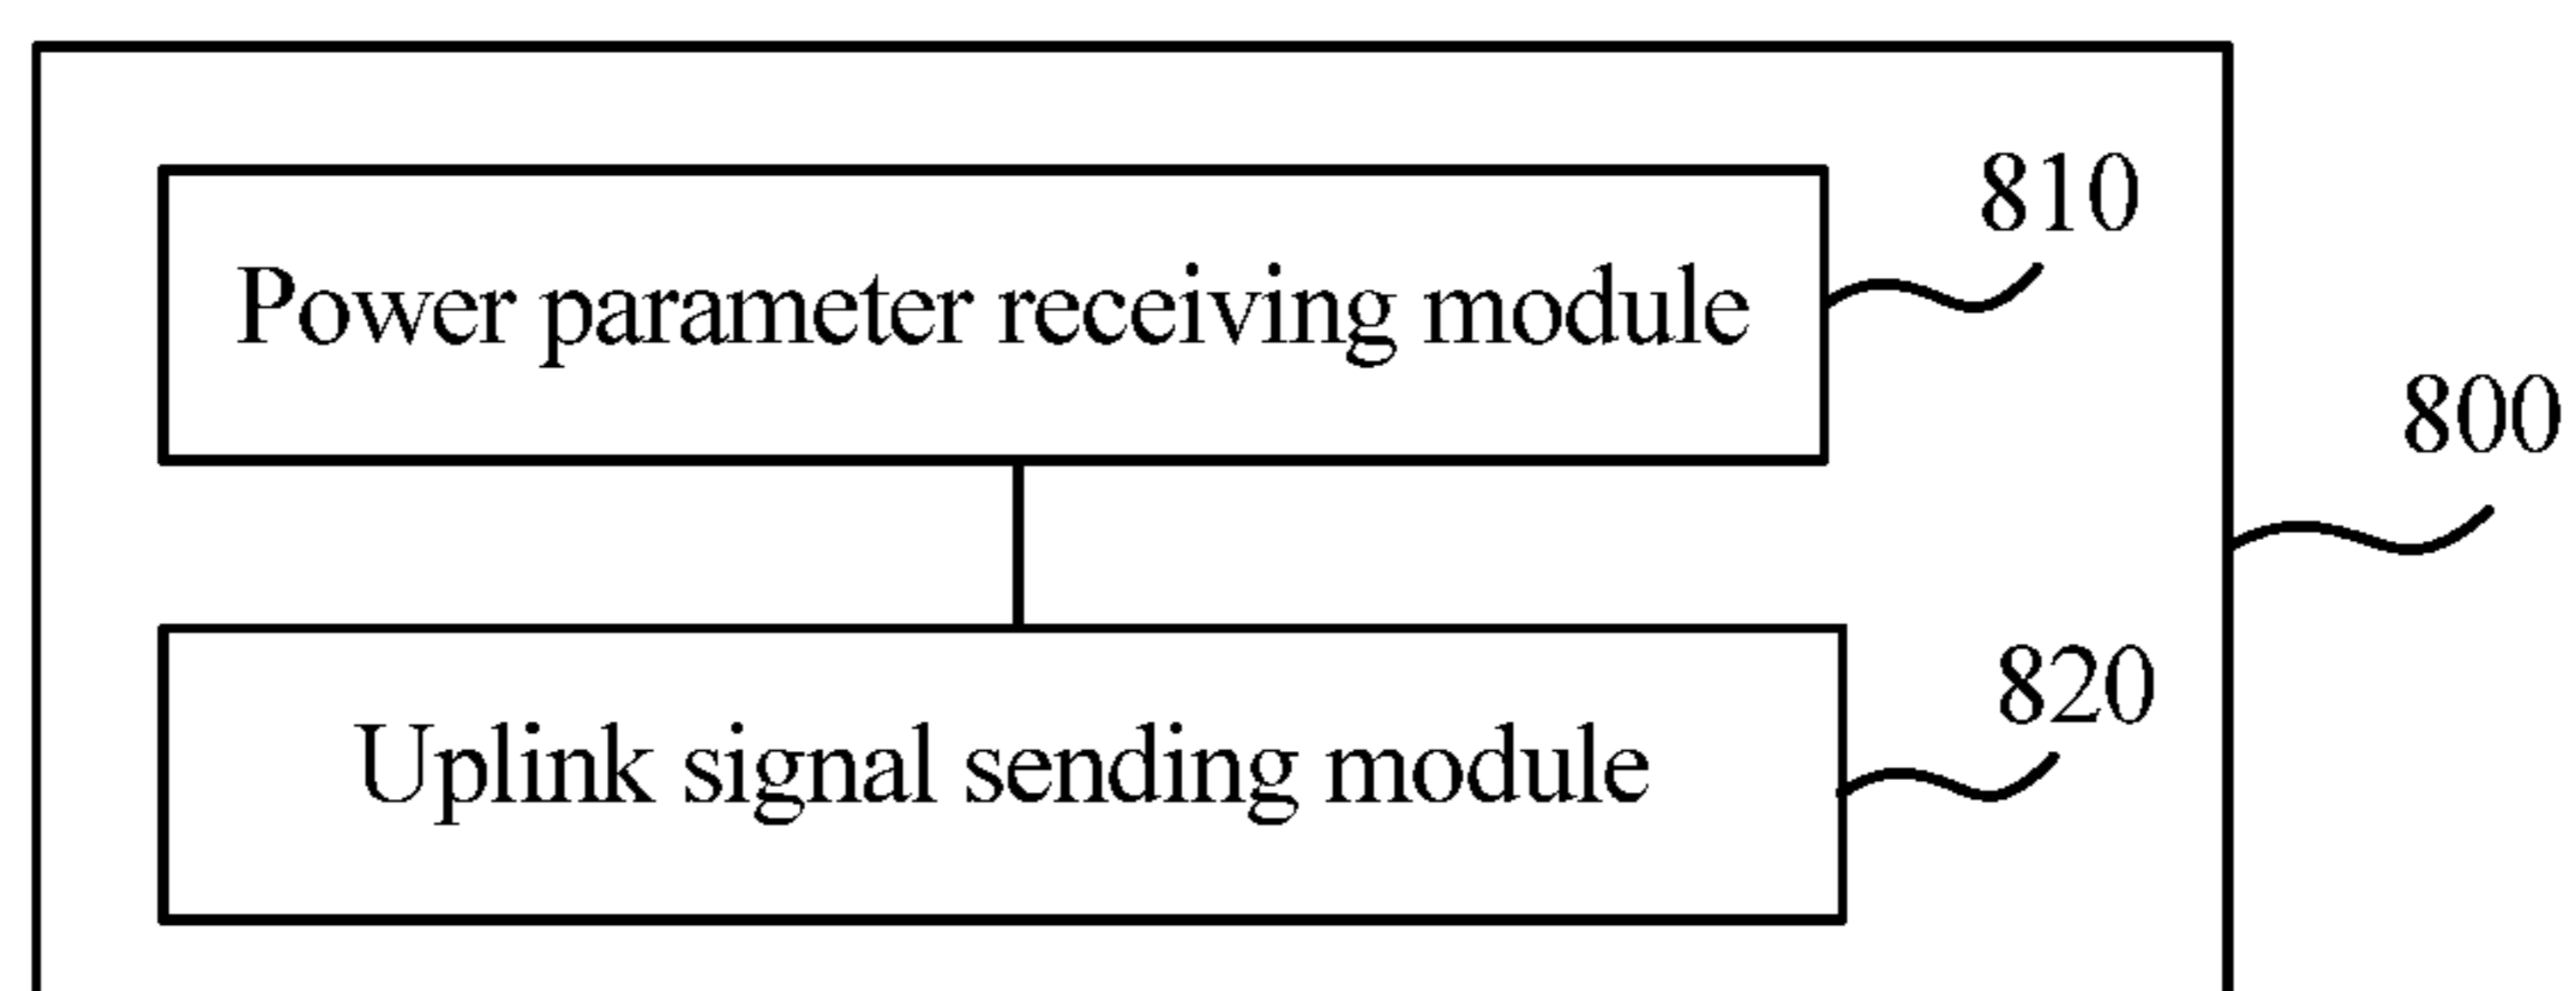 810
Power parameter receiving module
800
820
Uplink signal sending module